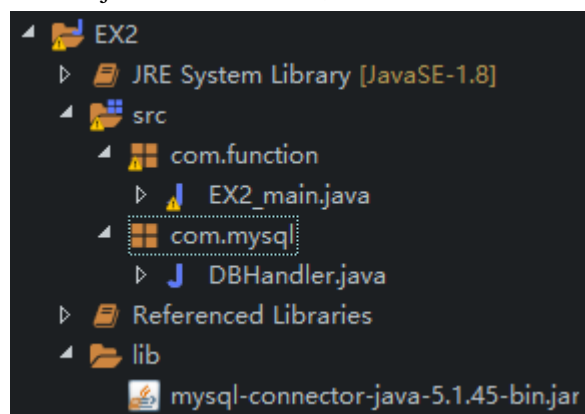 EX2
JRE System Library [JavaSE-1.8]
src
com.function
EX2_main.java
com.mysql
DBHandler.java
Referenced Libraries
lib
mysql-connector-java-5.1.45-bin.jar